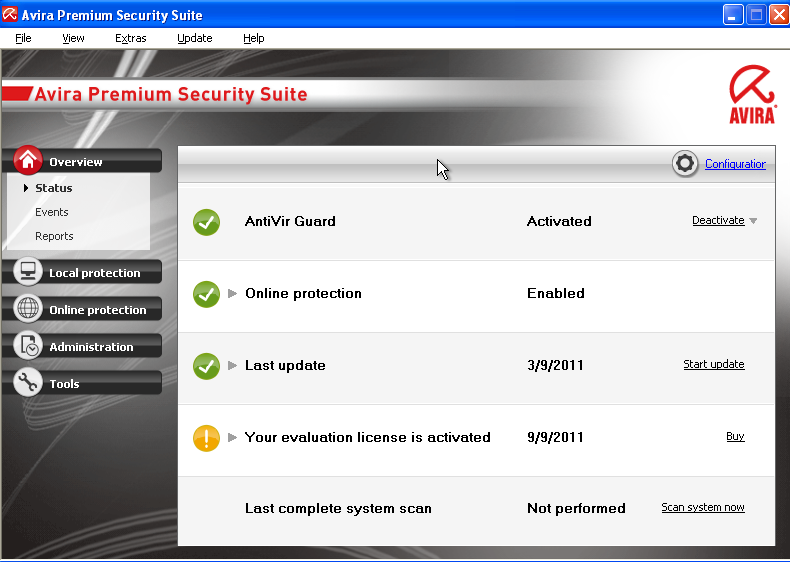 Avira Premium Security Suite
File View Extras Update Help
Avira Premium Security Suite
AVIRA
Overview
Status
Events
Reports
Local protection
Online protection
Administration
Tools
Configuration
AntiVir Guard Activated Deactivate
Online protection Enabled
Last update 3/9/2011 Start update
Your evaluation license is activated 9/9/2011 Buy
Last complete system scan Not performed Scan system now